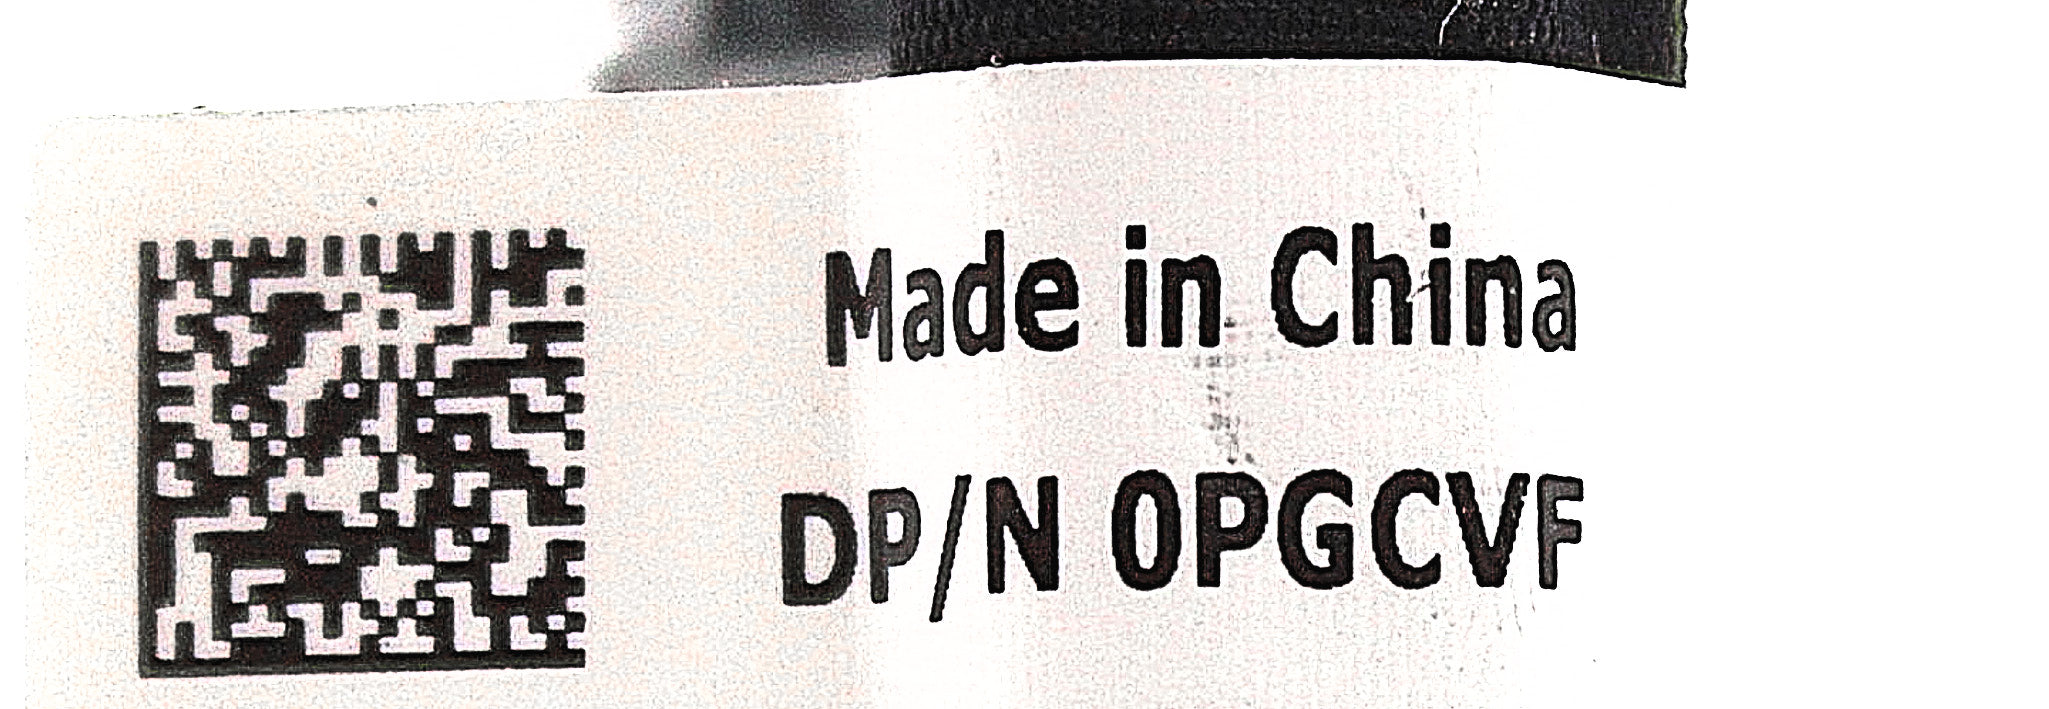 Made in China
DP/N 0PGCVF